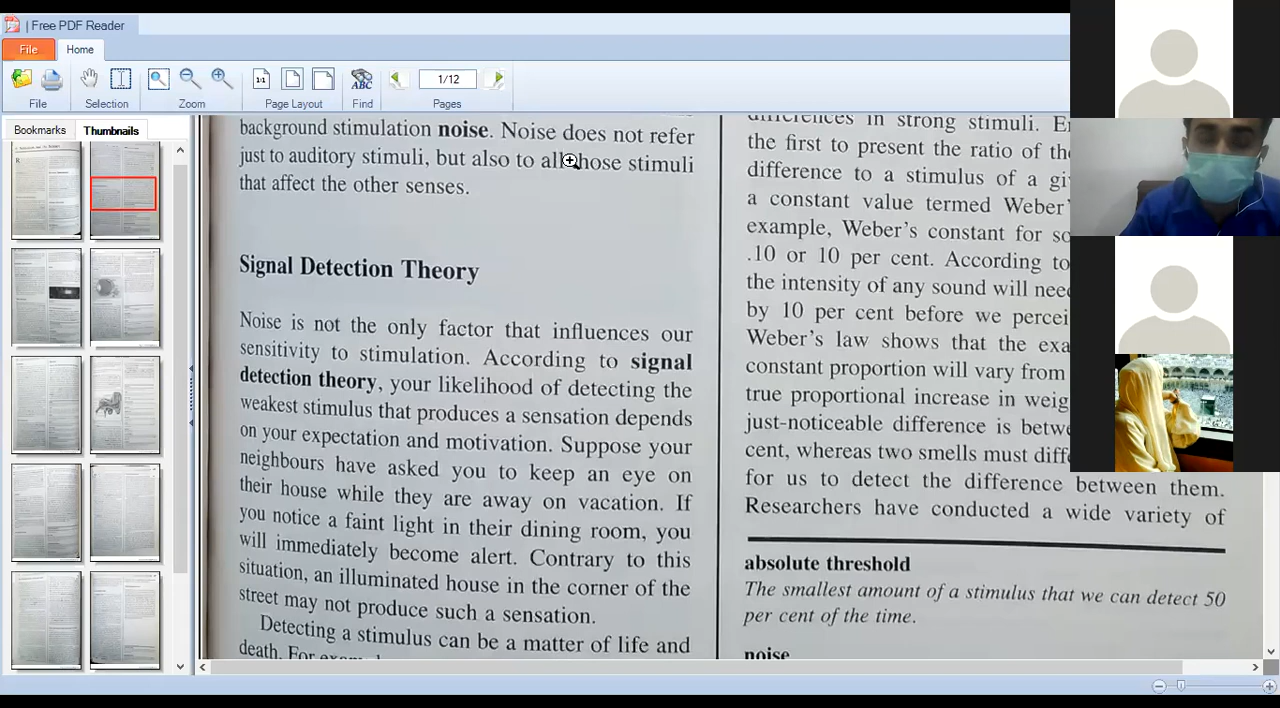 Free PDF Reader
File
Home
1:1
ABC
1/12
File
Selection
Zoom
Page Layout
Find
Pages
Bookmarks
Thumbnails
background stimulation noise. Noise does not refer
just to auditory stimuli, but also to all those stimuli
that affect the other senses.
Signal Detection Theory
Noise is not the only factor that influences our
sensitivity to stimulation. According to signal
detection theory, your likelihood of detecting the
weakest stimulus that produces a sensation depends
on your expectation and motivation. Suppose your
neighbours have asked you to keep an eye on
their house while they are away on vacation. If
you notice a faint light in their dining room, you
will immediately become alert. Contrary to this
situation, an illuminated house in the corner of the
street may not produce such a sensation.
Detecting a stimulus can be a matter of life and
death. For
differences in strong stimuli.
the first to present the ratio of
difference to a stimulus of a
a constant value termed
example, Weber's constant for
.10 or 10 per cent. According to
the intensity of any sound will
by 10 per cent before we
Weber's law shows that the
constant proportion will vary from
true proportional increase in
just-noticeable difference is
cent, whereas two smells must
for us to detect the difference between them.
Researchers have conducted a wide variety of
absolute threshold
The smallest amount of a stimulus that we can detect 50
per cent of the time.
noise